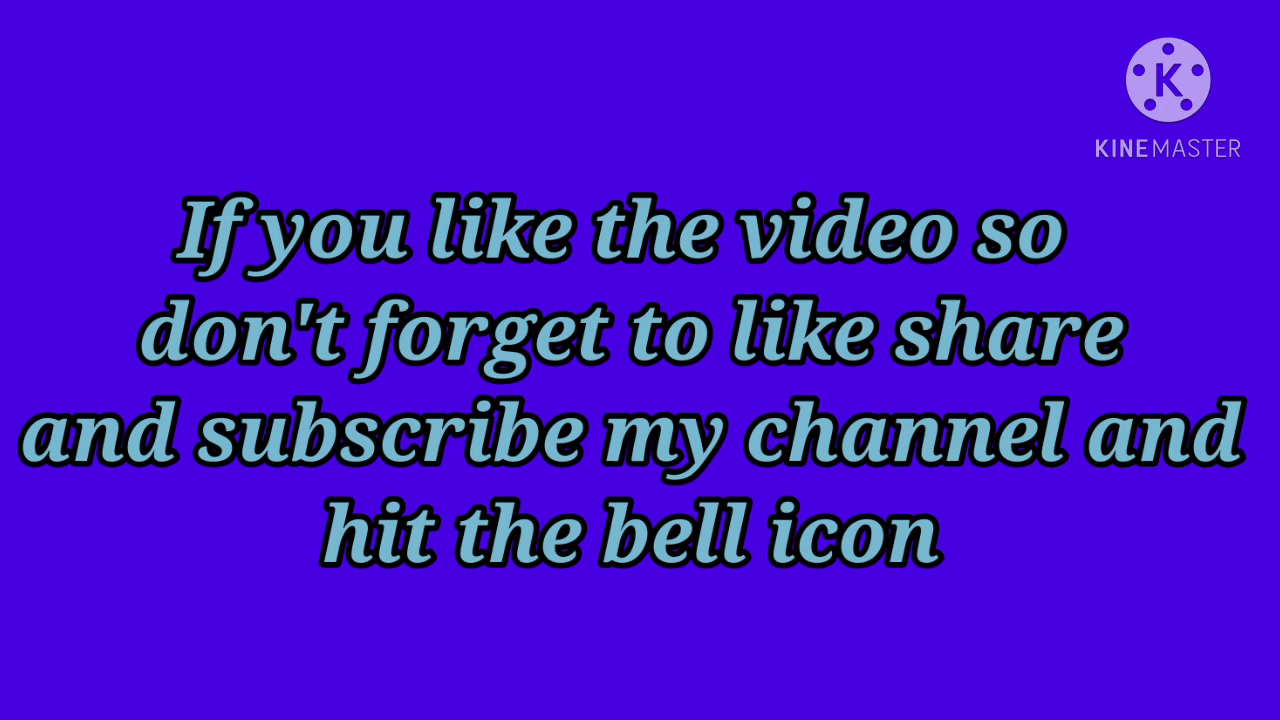 K
KINEMASTER
If you like the video so
don't forget to like share
and subscribe my channel and
hit the bell icon